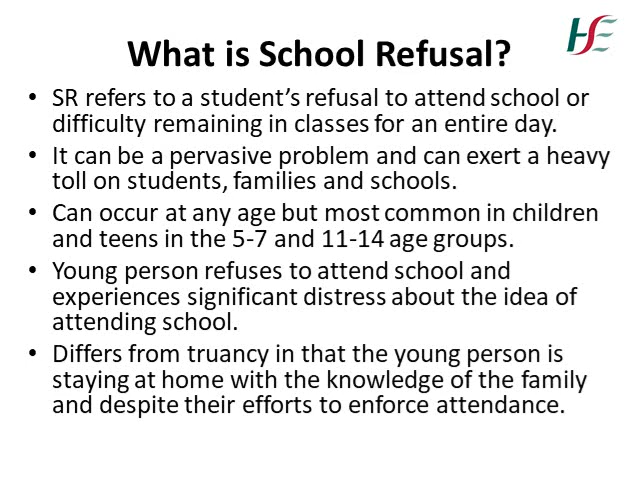 HSE
What is School Refusal?
• SR refers to a student's refusal to attend school or
difficulty remaining in classes for an entire day.
• It can be a pervasive problem and can exert a heavy
toll on students, families and schools.
• Can occur at any age but most common in children
and teens in the 5-7 and 11-14 age groups.
• Young person refuses to attend school and
experiences significant distress about the idea of
attending school.
• Differs from truancy in that the young person is
staying at home with the knowledge of the family
and despite their efforts to enforce attendance.